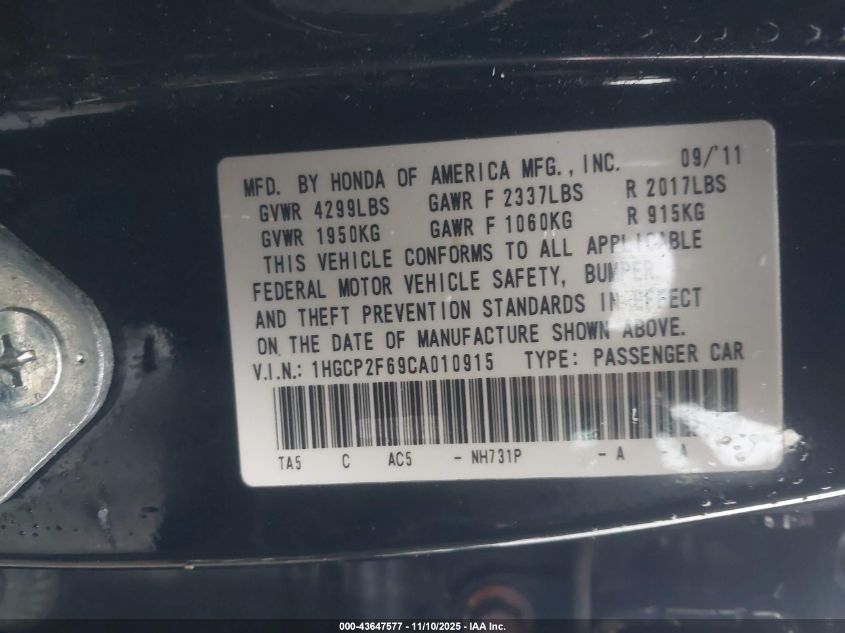 MFD. BY HONDA OF AMERICA MFG., INC. 09/'11
GVWR 4299LBS GAWR F 2337LBS R 2017LBS
GVWR 1950KG GAWR F 1060KG R 915KG
THIS VEHICLE CONFORMS TO ALL APPLICABLE
FEDERAL MOTOR VEHICLE SAFETY, BUMPER,
AND THEFT PREVENTION STANDARDS IN EFFECT
ON THE DATE OF MANUFACTURE SHOWN ABOVE.
V.I.N.: 1HGCP2F69CA010915 TYPE: PASSENGER CAR
TA5 C AC5 - NH731P - A - A
000-43647577 - 11/10/2025 - IAA Inc.